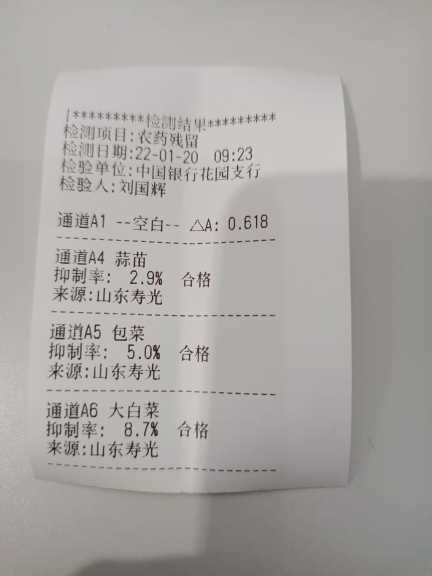 |*********检测结果*********
检测项目:农药残留
检测日期:22-01-20 09:23
检验单位:中国银行花园支行
检验人:刘国辉
通道A1 --空白-- △A: 0.618
--------------------------
通道A4 蒜苗
抑制率: 2.9% 合格
来源:山东寿光
--------------------------
通道A5 包菜
抑制率: 5.0% 合格
来源:山东寿光
--------------------------
通道A6 大白菜
抑制率: 8.7% 合格
来源:山东寿光
--------------------------